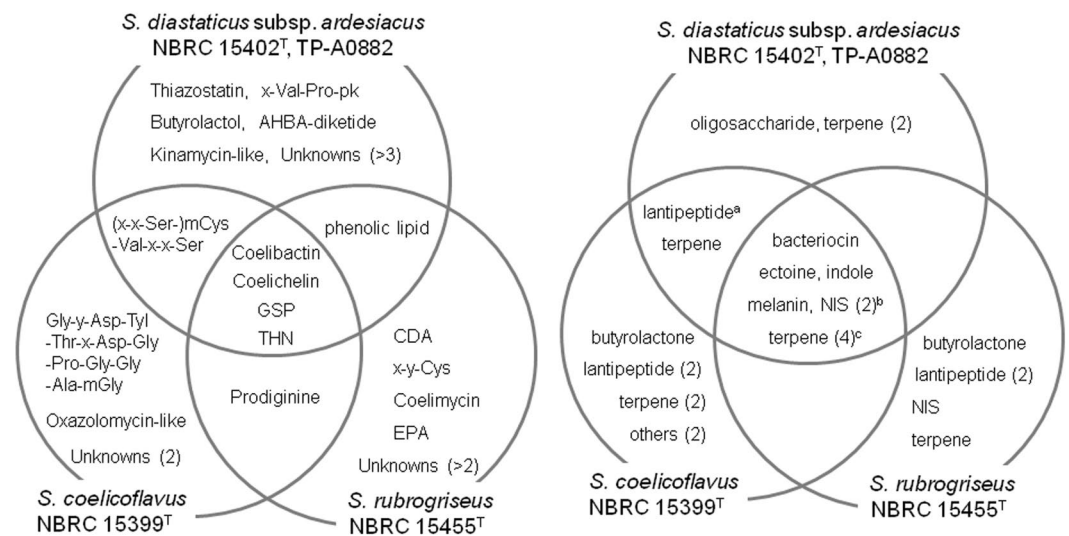 S. diastaticus subsp. ardesiacus
NBRC 15402ᵀ, TP-A0882
Thiazostatin, x-Val-Pro-pk
Butyrolactol, AHBA-diketide
Kinamycin-like, Unknowns (>3)
(x-x-Ser-)mCys
-Val-x-x-Ser
phenolic lipid
Coelibactin
Coelichelin
GSP
THN
Gly-y-Asp-Tyl
-Thr-x-Asp-Gly
-Pro-Gly-Gly
-Ala-mGly
Oxazolomycin-like
Unknowns (2)
Prodiginine
CDA
x-y-Cys
Coelimycin
EPA
Unknowns (>2)
S. coelicoflavus
NBRC 15399ᵀ
S. rubrogriseus
NBRC 15455ᵀ
S. diastaticus subsp. ardesiacus
NBRC 15402ᵀ, TP-A0882
oligosaccharide, terpene (2)
lantipeptideᵃ
terpene
bacteriocin
ectoine, indole
melanin, NIS (2)ᵇ
terpene (4)ᶜ
butyrolactone
lantipeptide (2)
terpene (2)
others (2)
butyrolactone
lantipeptide (2)
NIS
terpene
S. coelicoflavus
NBRC 15399ᵀ
S. rubrogriseus
NBRC 15455ᵀ